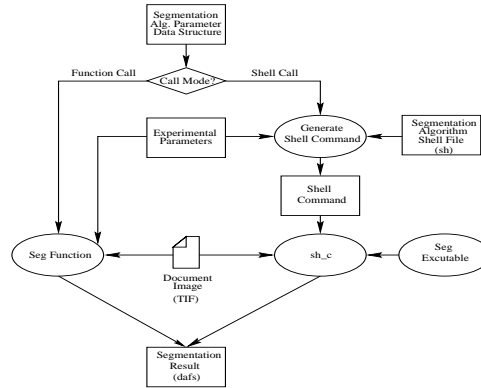 Segmentation
Alg. Parameter
Data Structure
Function Call
Call Mode?
Shell Call
Experimental
Parameters
Generate
Shell Command
Segmentation
Algorithm
Shell File
(sh)
Shell
Command
Seg Function
Document
Image
(TIF)
sh_c
Seg
Excutable
Segmentation
Result
(dafs)